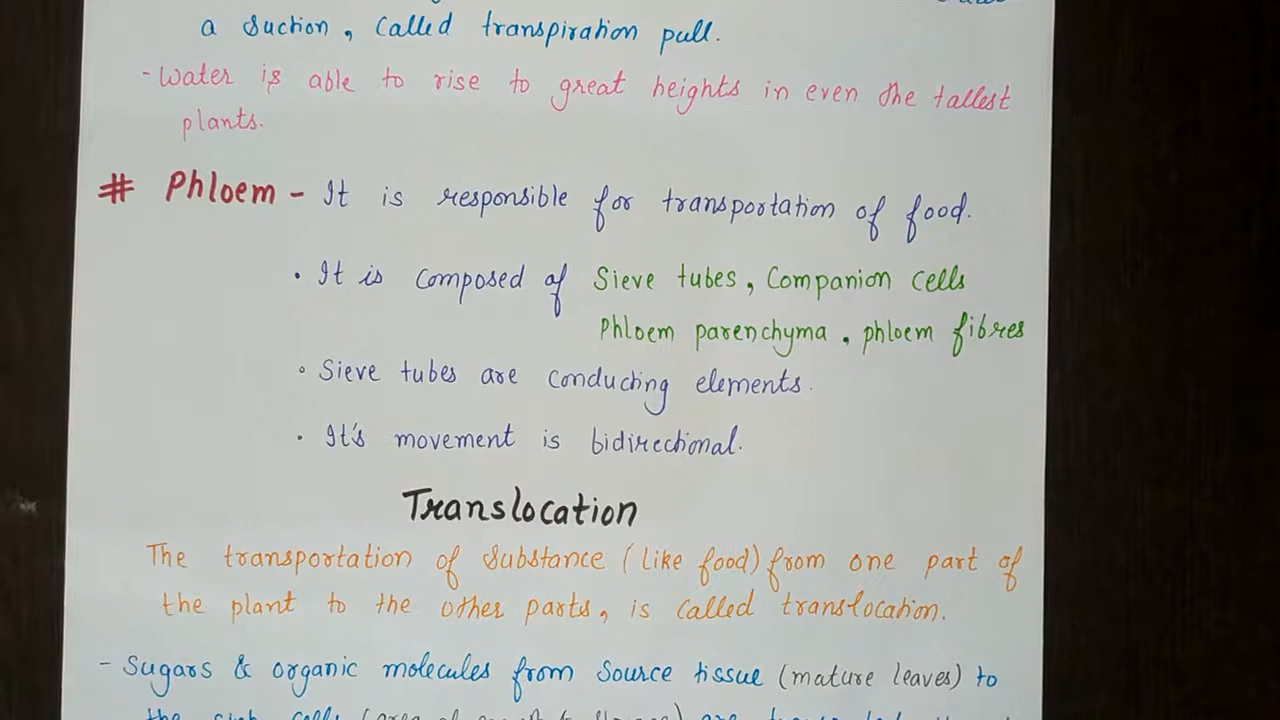 a suction, called transpiration pull.
- Water is able to rise to great heights in even the tallest
plants.
# Phloem - It is responsible for transportation of food.
• It is composed of Sieve tubes, Companion cells
Phloem parenchyma, phloem fibres
• Sieve tubes are conducting elements.
• It's movement is bidirectional.
Translocation
The transportation of substance (like food) from one part of
the plant to the other parts, is called translocation.
- Sugars & organic molecules from source tissue (mature leaves) to
the